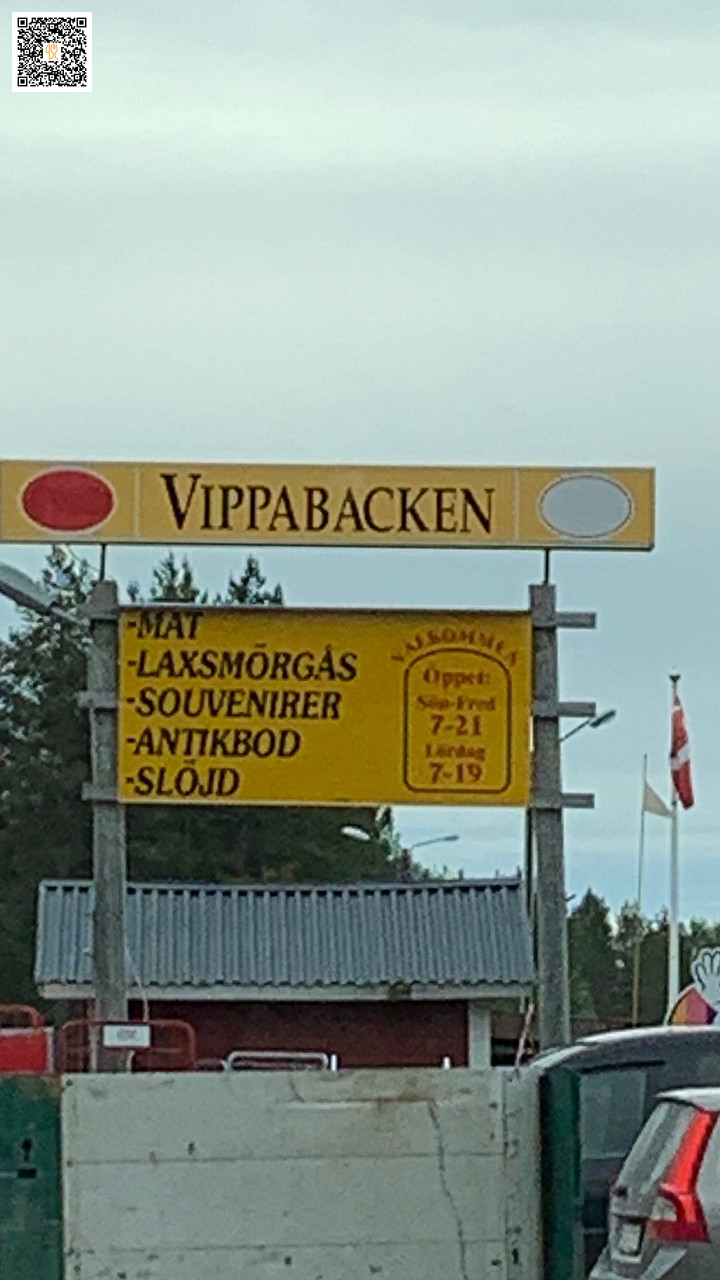 VIPPABACKEN
-MAT
-LAXSMÖRGÅS
-SOUVENIRER
-ANTIKBOD
-SLÖJD
VÄLKOMMEN
Öppet:
Sön-Fred
7-21
Lördag
7-19